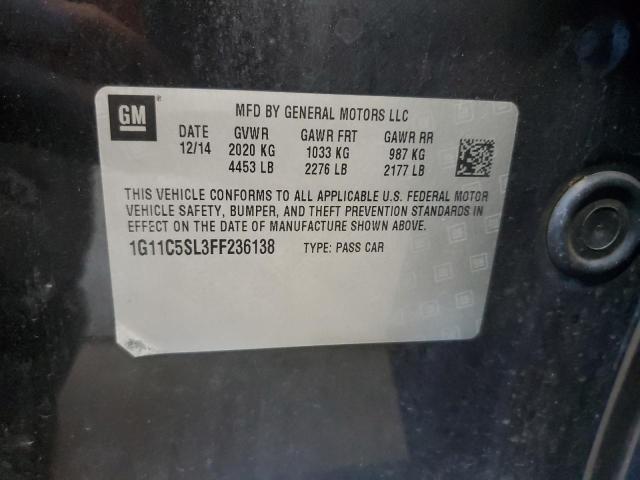 GM
MFD BY GENERAL MOTORS LLC
DATE GVWR GAWR FRT GAWR RR
12/14 2020 KG 1033 KG 987 KG
4453 LB 2276 LB 2177 LB
THIS VEHICLE CONFORMS TO ALL APPLICABLE U.S. FEDERAL MOTOR
VEHICLE SAFETY, BUMPER, AND THEFT PREVENTION STANDARDS IN
EFFECT ON THE DATE OF MANUFACTURE SHOWN ABOVE.
1G11C5SL3FF236138 TYPE: PASS CAR